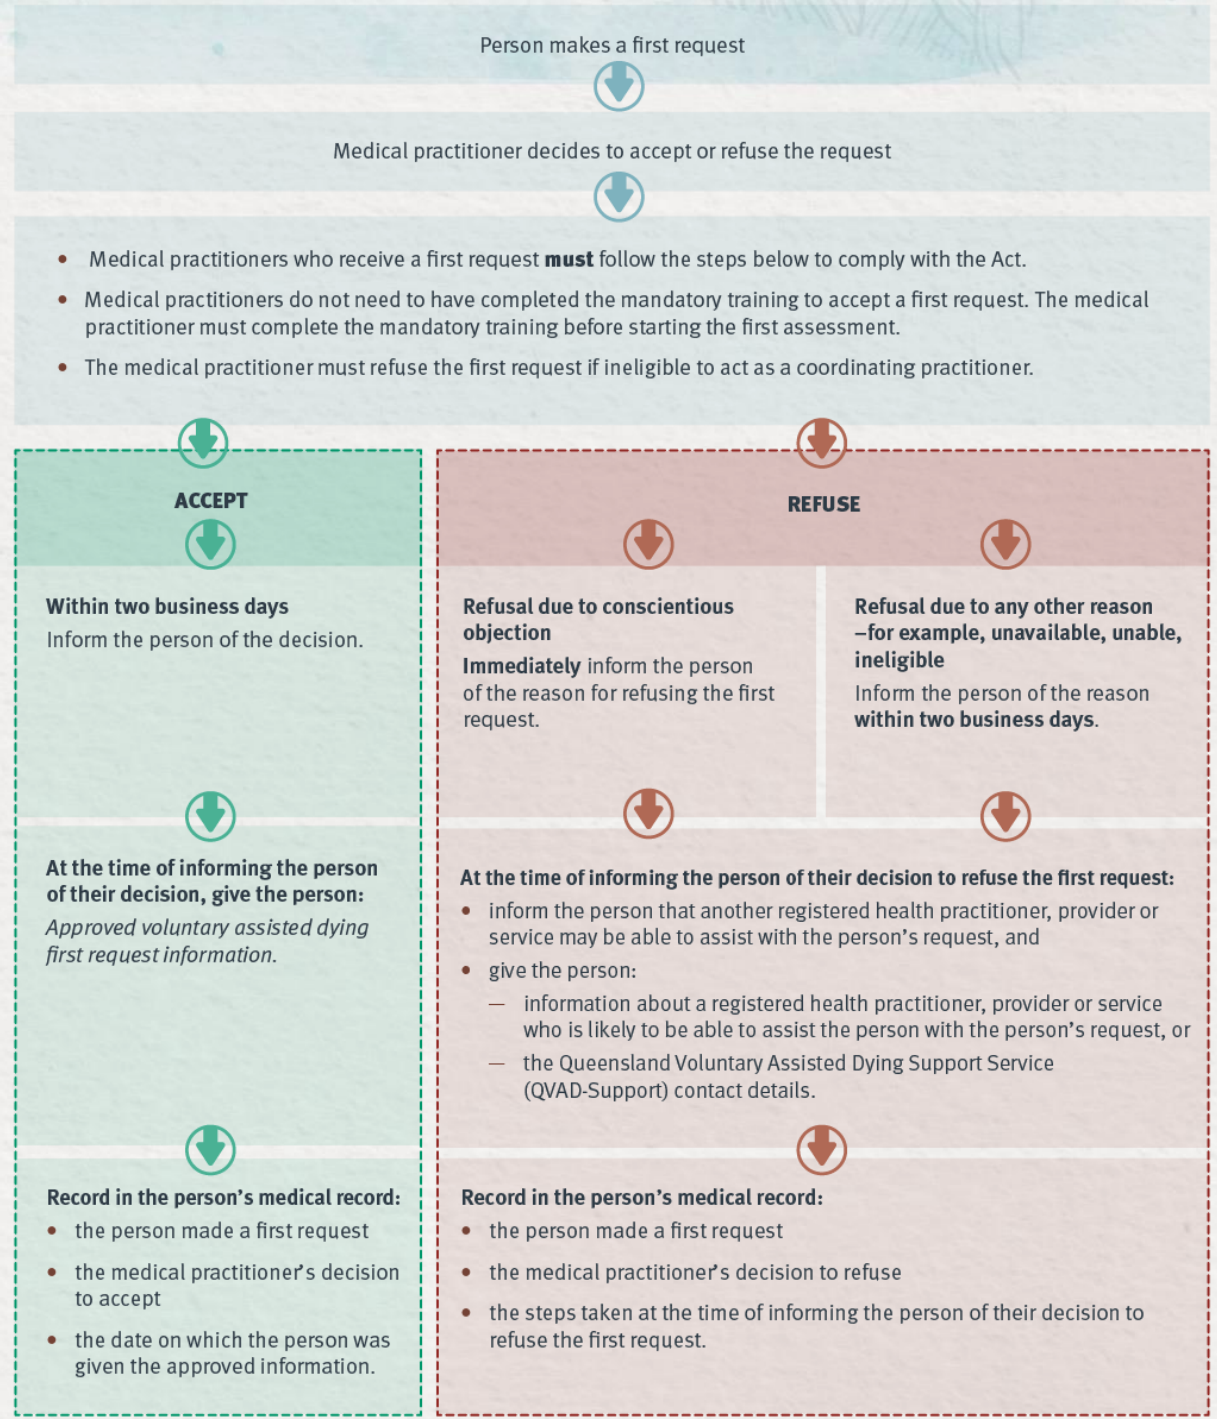 Person makes a first request
Medical practitioner decides to accept or refuse the request
• Medical practitioners who receive a first request must follow the steps below to comply with the Act.
• Medical practitioners do not need to have completed the mandatory training to accept a first request. The medical
practitioner must complete the mandatory training before starting the first assessment.
• The medical practitioner must refuse the first request if ineligible to act as a coordinating practitioner.
ACCEPT
Within two business days
Inform the person of the decision.
At the time of informing the person
of their decision, give the person:
Approved voluntary assisted dying
first request information.
Record in the person's medical record:
• the person made a first request
• the medical practitioner's decision
to accept
• the date on which the person was
given the approved information.
REFUSE
Refusal due to conscientious
objection
Immediately inform the person
of the reason for refusing the first
request.
Refusal due to any other reason
–for example, unavailable, unable,
ineligible
Inform the person of the reason
within two business days.
At the time of informing the person of their decision to refuse the first request:
• inform the person that another registered health practitioner, provider or
service may be able to assist with the person's request, and
• give the person:
— information about a registered health practitioner, provider or service
who is likely to be able to assist the person with the person's request, or
— the Queensland Voluntary Assisted Dying Support Service
(QVAD-Support) contact details.
Record in the person's medical record:
• the person made a first request
• the medical practitioner's decision to refuse
• the steps taken at the time of informing the person of their decision to
refuse the first request.